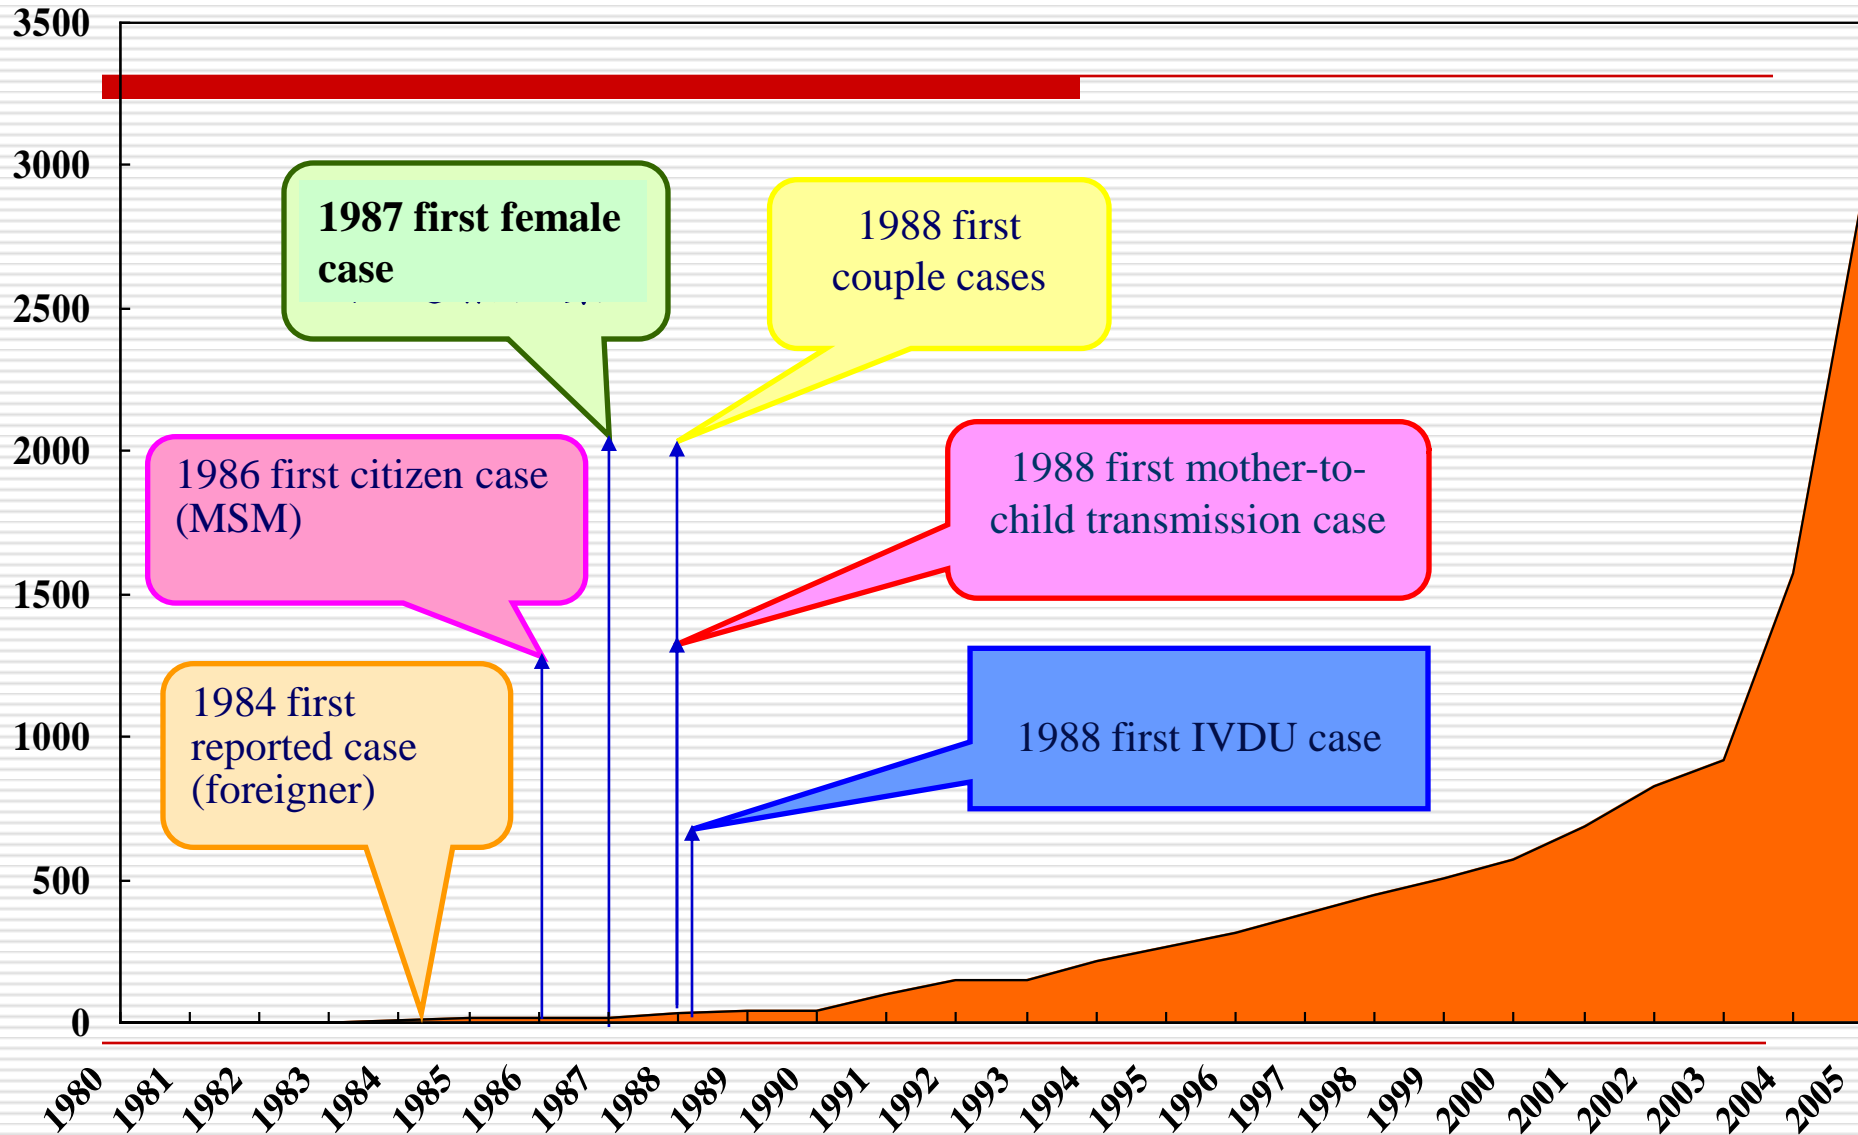 3500
3000
2500
2000
1500
1000
500
0
1987 first female
case
1988 first
couple cases
1986 first citizen case
(MSM)
1988 first mother-to-
child transmission case
1984 first
reported case
(foreigner)
1988 first IVDU case
1980
1981
1982
1983
1984
1985
1986
1987
1988
1989
1990
1991
1992
1993
1994
1995
1996
1997
1998
1999
2000
2001
2002
2003
2004
2005